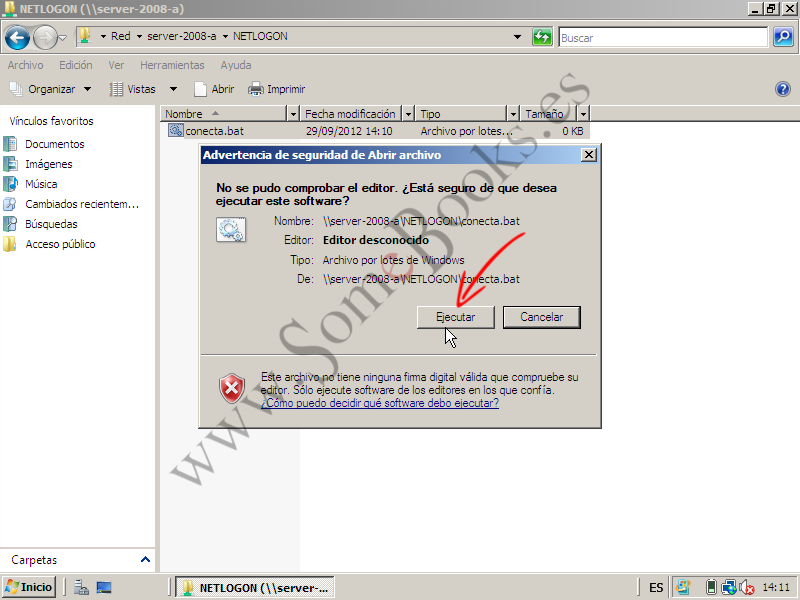 NETLOGON (\\server-2008-a)
Red server-2008-a NETLOGON
Buscar
Archivo Edición Ver Herramientas Ayuda
Organizar Vistas Abrir Imprimir
Vínculos favoritos
Documentos
Imágenes
Música
Cambiados recientem...
Búsquedas
Acceso público
Carpetas
Nombre Fecha modificación Tipo Tamaño
conecta.bat 29/09/2012 14:10 Archivo por lotes... 0 KB
Advertencia de seguridad de Abrir archivo
No se pudo comprobar el editor. ¿Está seguro de que desea
ejecutar este software?
Nombre: \\server-2008-a\NETLOGON\conecta.bat
Editor: Editor desconocido
Tipo: Archivo por lotes de Windows
De: \\server-2008-a\NETLOGON\conecta.bat
Ejecutar Cancelar
Este archivo no tiene ninguna firma digital válida que compruebe su
editor. Sólo ejecute software de los editores en los que confía.
¿Cómo puedo decidir qué software debo ejecutar?
www.SomeBooks.es
Inicio NETLOGON (\\server-... ES 14:11